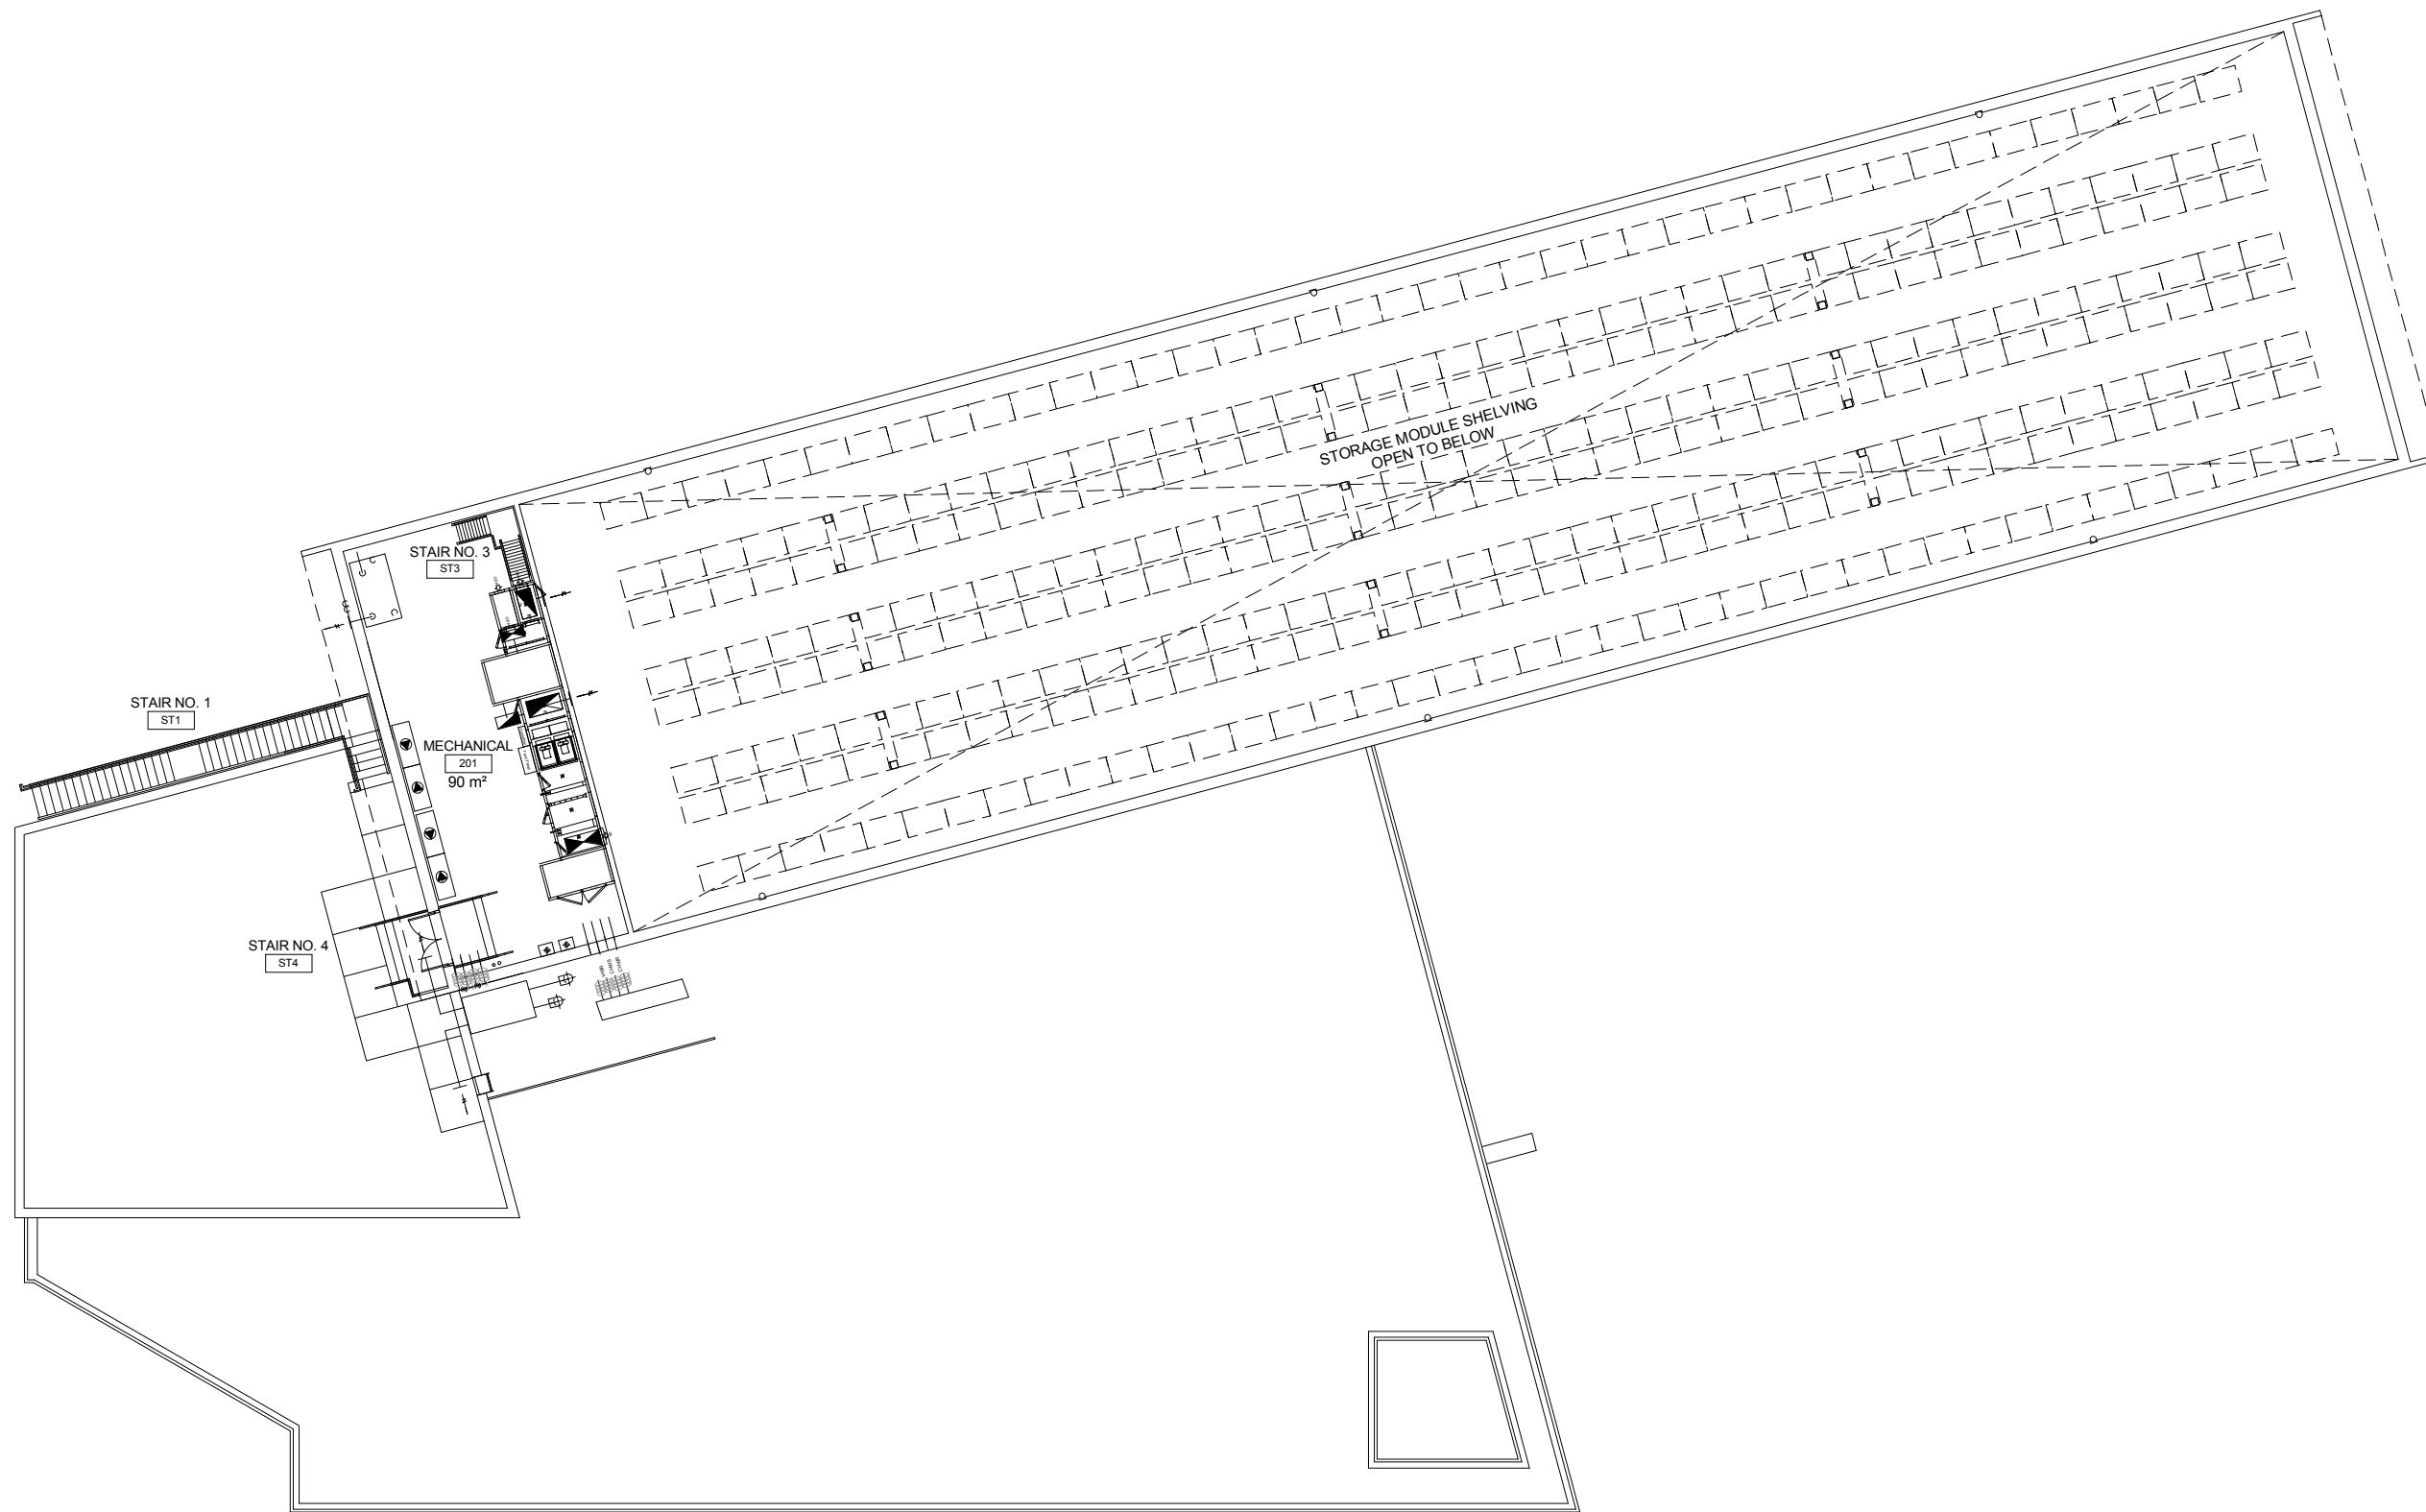 STORAGE MODULE SHELVING
OPEN TO BELOW
STAIR NO. 3
ST3
STAIR NO. 1
ST1
MECHANICAL
201
90 m²
STAIR NO. 4
ST4